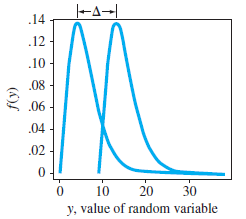 Δ
.14
.12
.10
.08
.06
.04
.02
0
f(y)
0 10 20 30
y, value of random variable